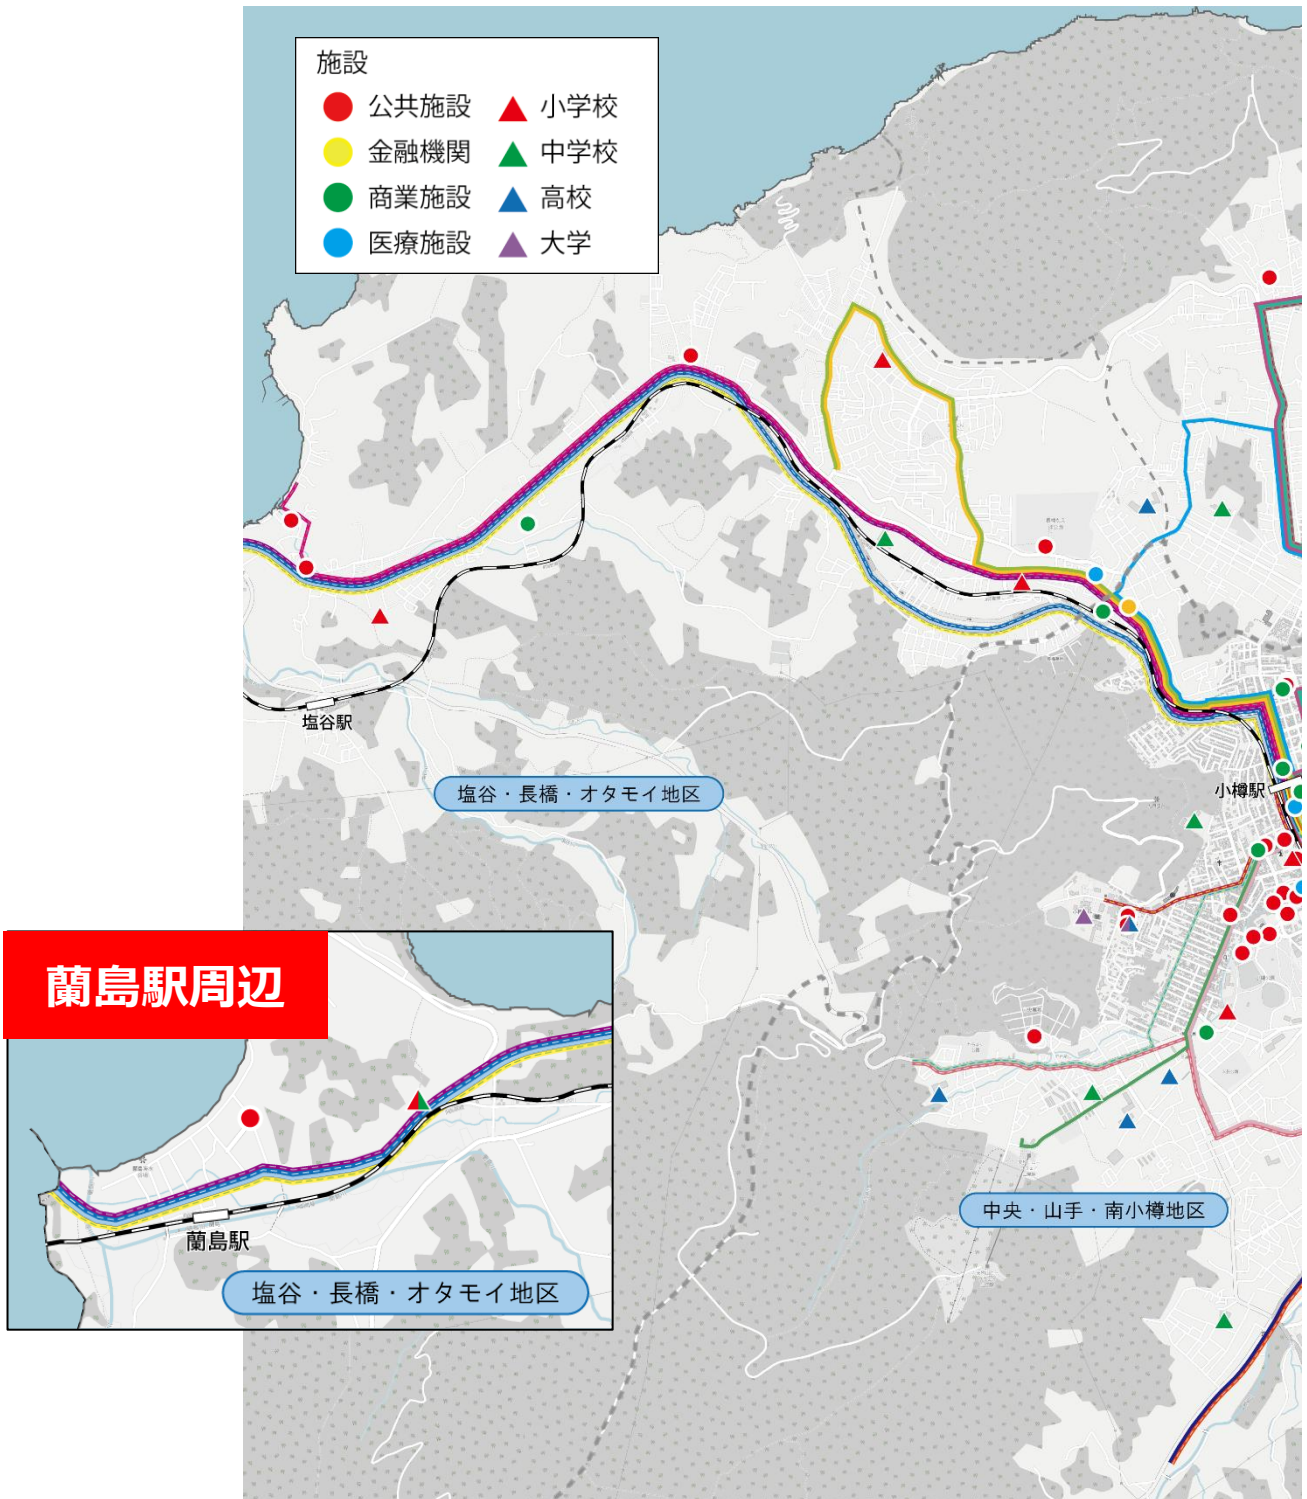 施設
公共施設 小学校
金融機関 中学校
商業施設 高校
医療施設 大学
塩谷駅
塩谷・長橋・オタモイ地区
小樽駅
蘭島駅周辺
蘭島駅
塩谷・長橋・オタモイ地区
中央・山手・南小樽地区